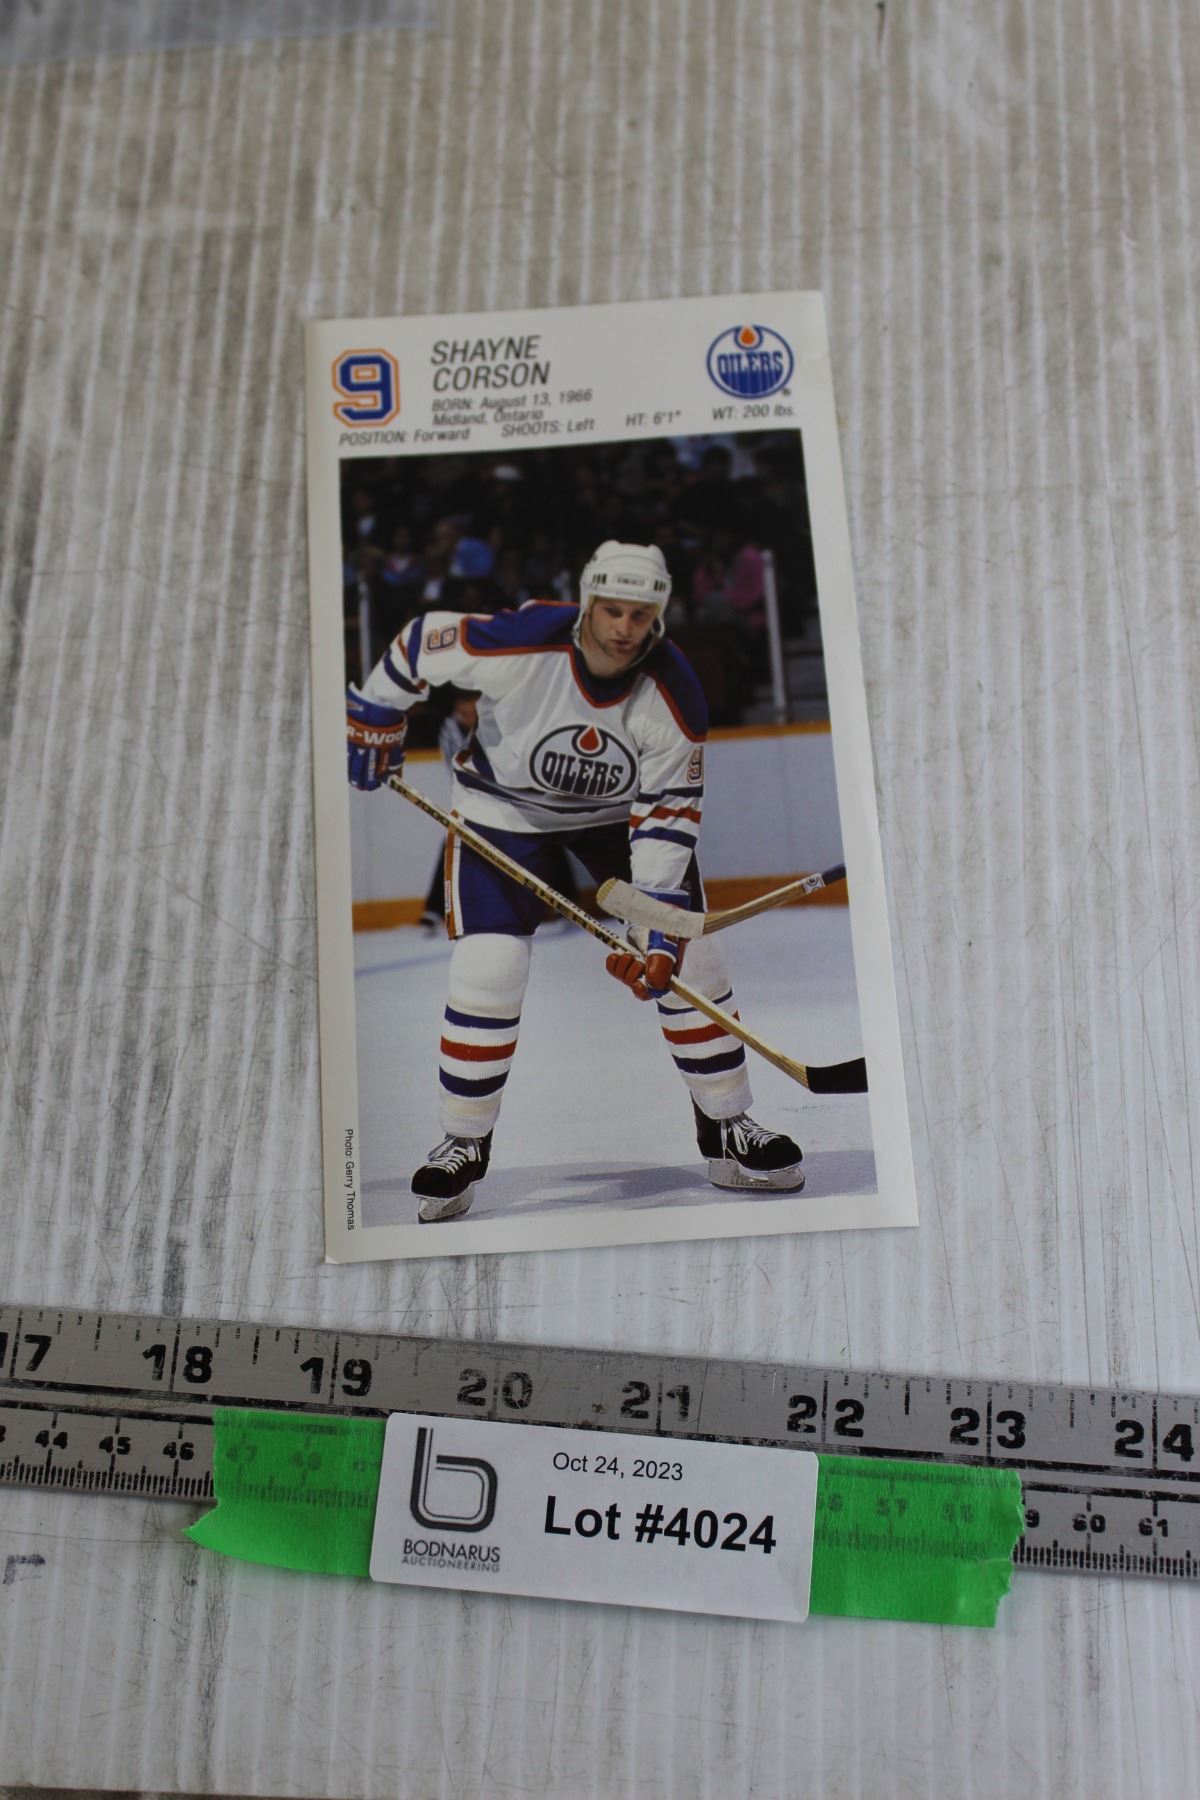 9
SHAYNE
CORSON
OILERS
BORN: August 13, 1966
Midland, Ontario
POSITION: Forward SHOOTS: Left HT: 6'1" WT: 200 lbs.
9
OILERS
9
Photo: Gerry Thomas
17 18 19 20 21 22 23 24
44 45 46 47 48 57 58 59 60 61
Oct 24, 2023
Lot #4024
b
BODNARUS
AUCTIONEERING